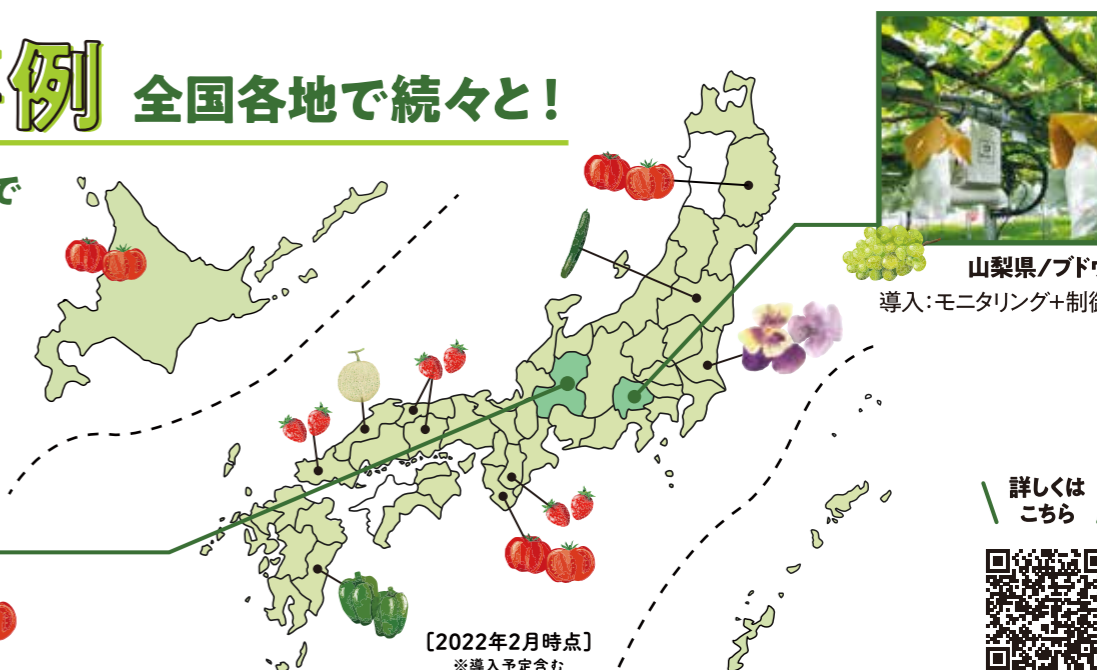 例 全国各地で続々と!
で
山梨県/ブドウ
導入:モニタリング+制御
詳しくは
こちら
[2022年2月時点]
※導入予定含む